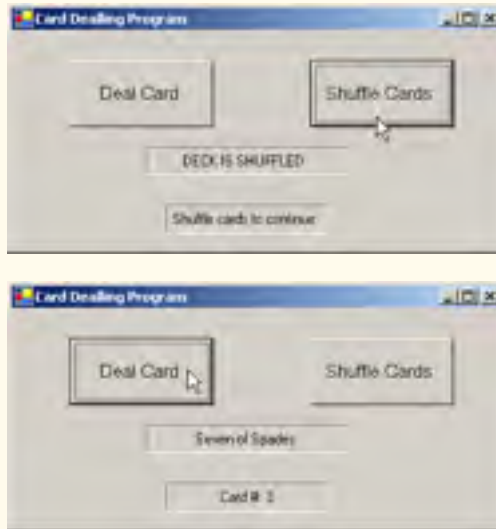 Card Dealing Program
Deal Card
Shuffle Cards
DECK IS SHUFFLED
Shuffle cards to continue
Card Dealing Program
Deal Card
Shuffle Cards
Seven of Spades
Card #: